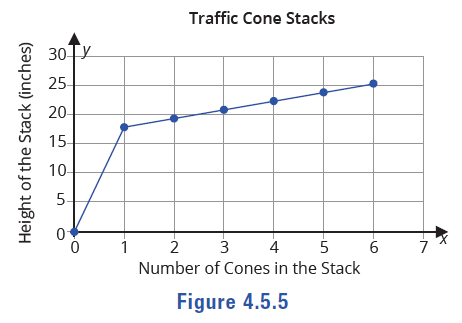 Traffic Cone Stacks
y
Height of the Stack (inches)
30
25
20
15
10
5
0
0 1 2 3 4 5 6 7 x
Number of Cones in the Stack
Figure 4.5.5